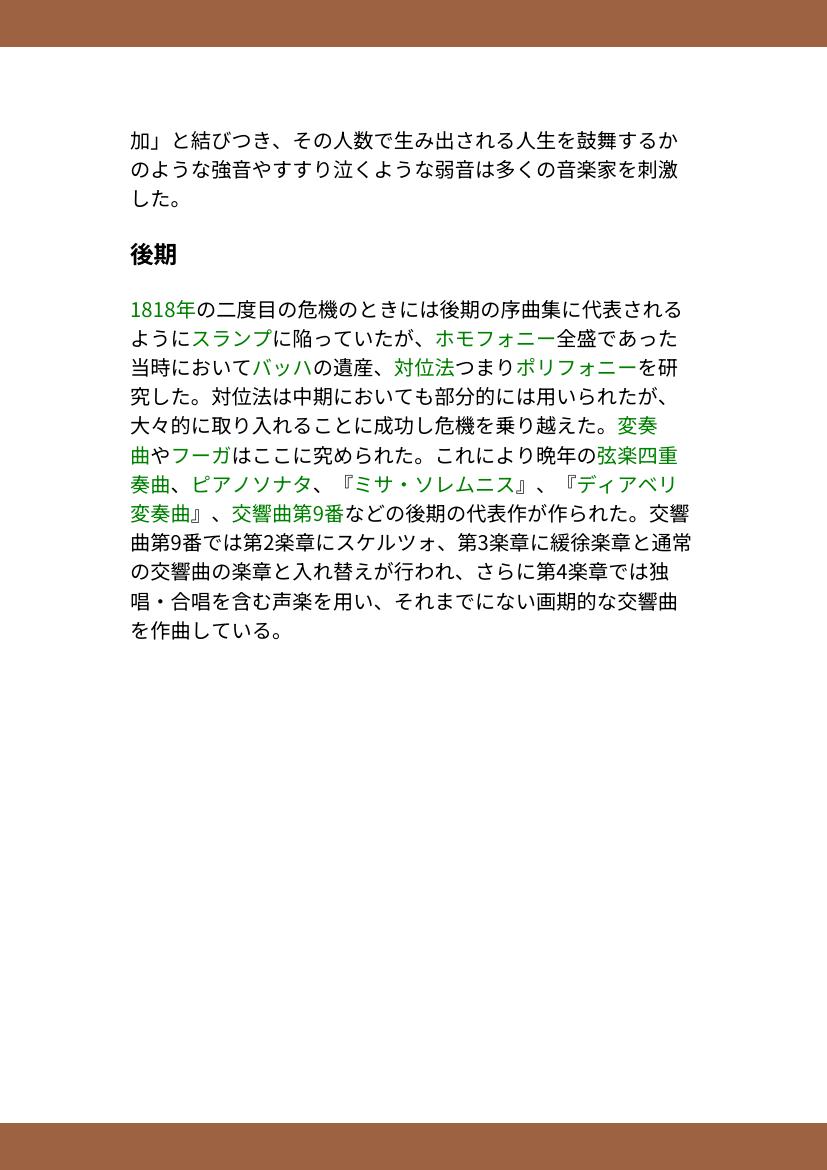 加」と結びつき、その人数で生み出される人生を鼓舞するか
のような強音やすすり泣くような弱音は多くの音楽家を刺激
した。
後期
1818年の二度目の危機のときには後期の序曲集に代表される
ようにスランプに陥っていたが、ホモフォニー全盛であった
当時においてバッハの遺産、対位法つまりポリフォニーを研
究した。対位法は中期においても部分的には用いられたが、
大々的に取り入れることに成功し危機を乗り越えた。変奏
曲やフーガはここに究められた。これにより晩年の弦楽四重
奏曲、ピアノソナタ、『ミサ・ソレムニス』、『ディアベリ
変奏曲』、交響曲第9番などの後期の代表作が作られた。交響
曲第9番では第2楽章にスケルツォ、第3楽章に緩徐楽章と通常
の交響曲の楽章と入れ替えが行われ、さらに第4楽章では独
唱・合唱を含む声楽を用い、それまでにない画期的な交響曲
を作曲している。